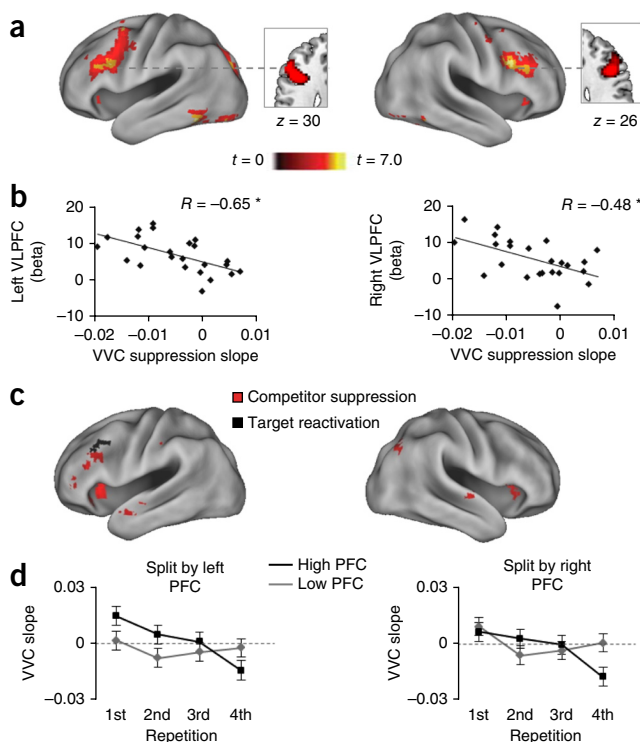 a
z = 30
z = 26
t = 0
t = 7.0
b
R = −0.65 *
Left VLPFC
(beta)
20
10
0
−10
−0.02
−0.01
0
0.01
VVC suppression slope
R = −0.48 *
Right VLPFC
(beta)
20
10
0
−10
−0.02
−0.01
0
0.01
VVC suppression slope
c
Competitor suppression
Target reactivation
d
Split by left
PFC
High PFC
Low PFC
VVC slope
0.03
0
−0.03
1st
2nd
3rd
4th
Repetition
Split by right
PFC
VVC slope
0.03
0
−0.03
1st
2nd
3rd
4th
Repetition